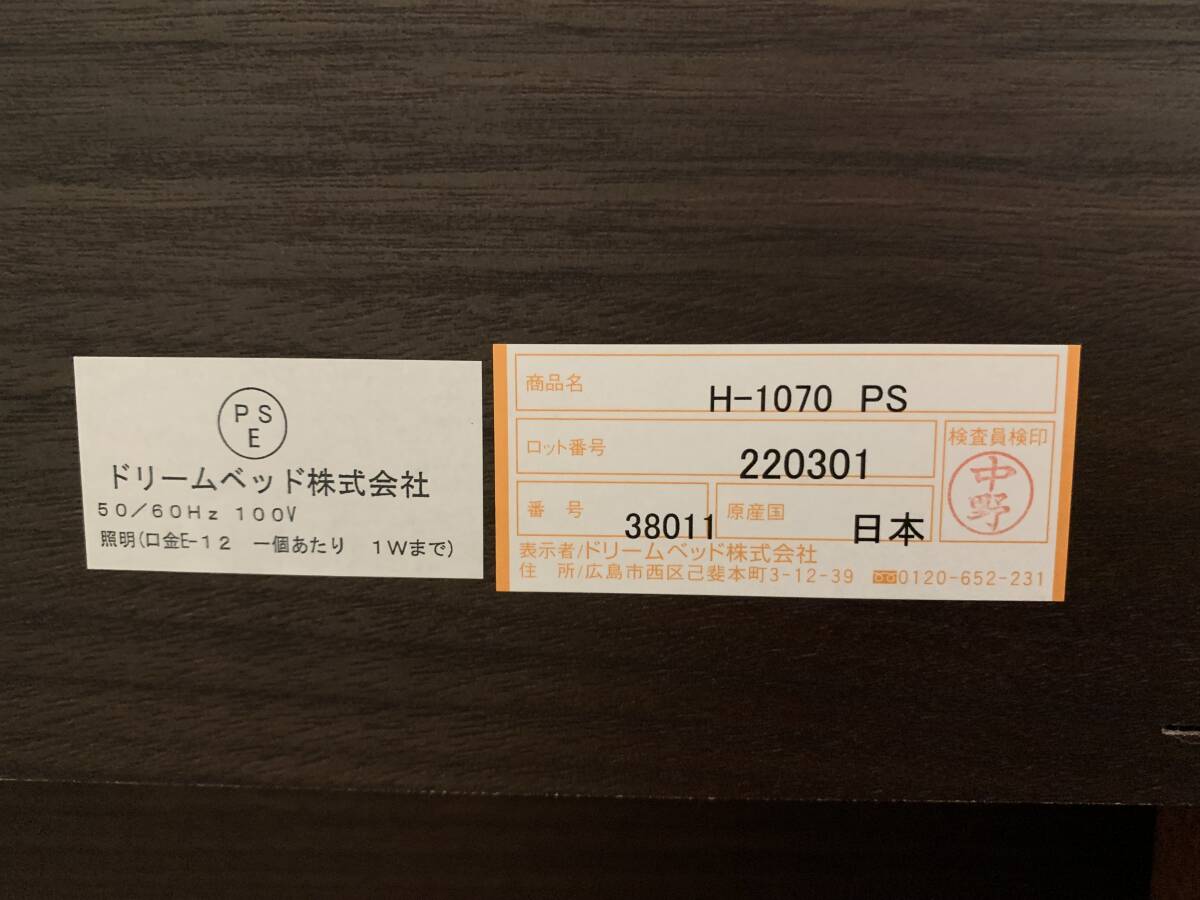 PS
E
ドリームベッド株式会社
50/60Hz 100V
照明(口金E-12 一個あたり 1Wまで)
商品名 H-1070 PS
ロット番号 220301
検査員検印
中野
番号 38011
原産国 日本
表示者/ドリームベッド株式会社
住 所/広島市西区己斐本町3-12-39 0120-652-231